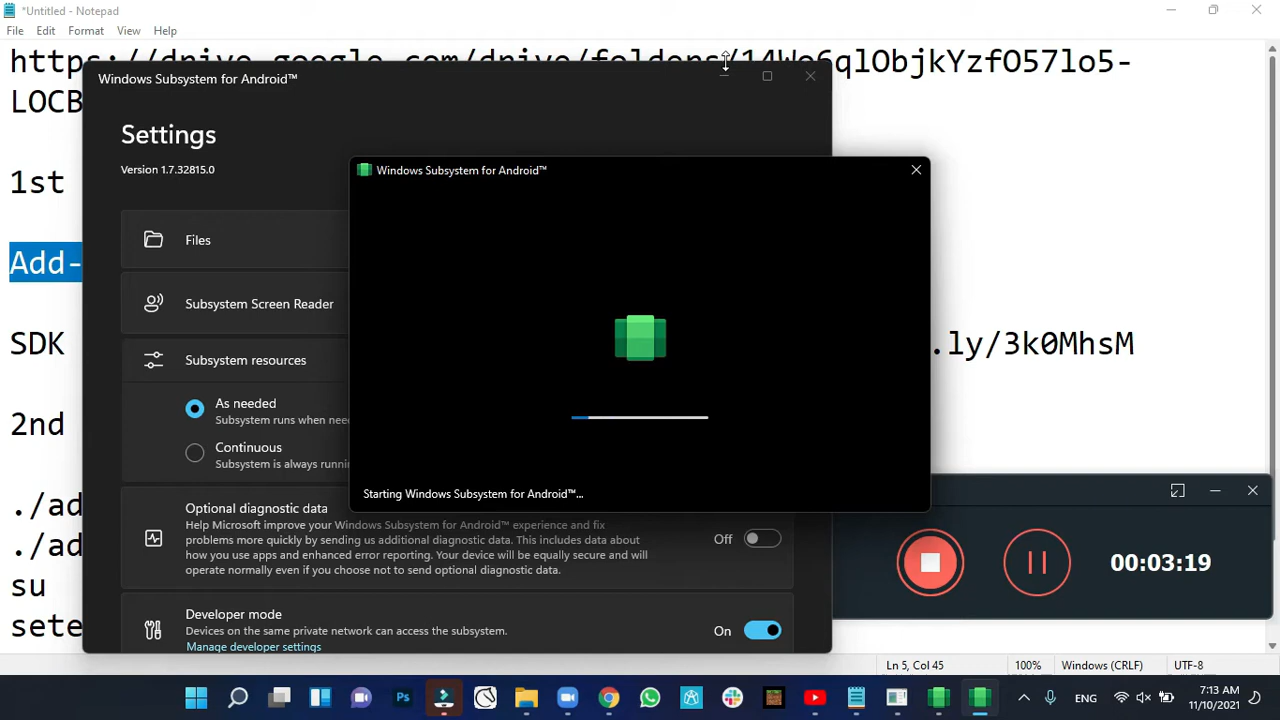 *Untitled - Notepad
File Edit Format View Help
https://drive.google.com/drive/folders/14Wo6qlObjkYzfO57lo5-
LOCB
Windows Subsystem for Android™
Settings
Version 1.7.32815.0
1st
Windows Subsystem for Android™
Files
Add-
Subsystem Screen Reader
SDK
.ly/3k0MhsM
Subsystem resources
As needed
Subsystem runs when nee
2nd
Continuous
Subsystem is always runnin
Starting Windows Subsystem for Android™...
./ad
Optional diagnostic data
Help Microsoft improve your Windows Subsystem for Android™ experience and fix
problems more quickly by sending us additional diagnostic data. This includes data about
how you use apps and enhanced error reporting. Your device will be equally secure and will
operate normally even if you choose not to send optional diagnostic data.
Off
./ad
00:03:19
su
Developer mode
Devices on the same private network can access the subsystem.
Manage developer settings
On
sete
Ln 5, Col 45 100% Windows (CRLF) UTF-8
Ps
ENG
7:13 AM
11/10/2021